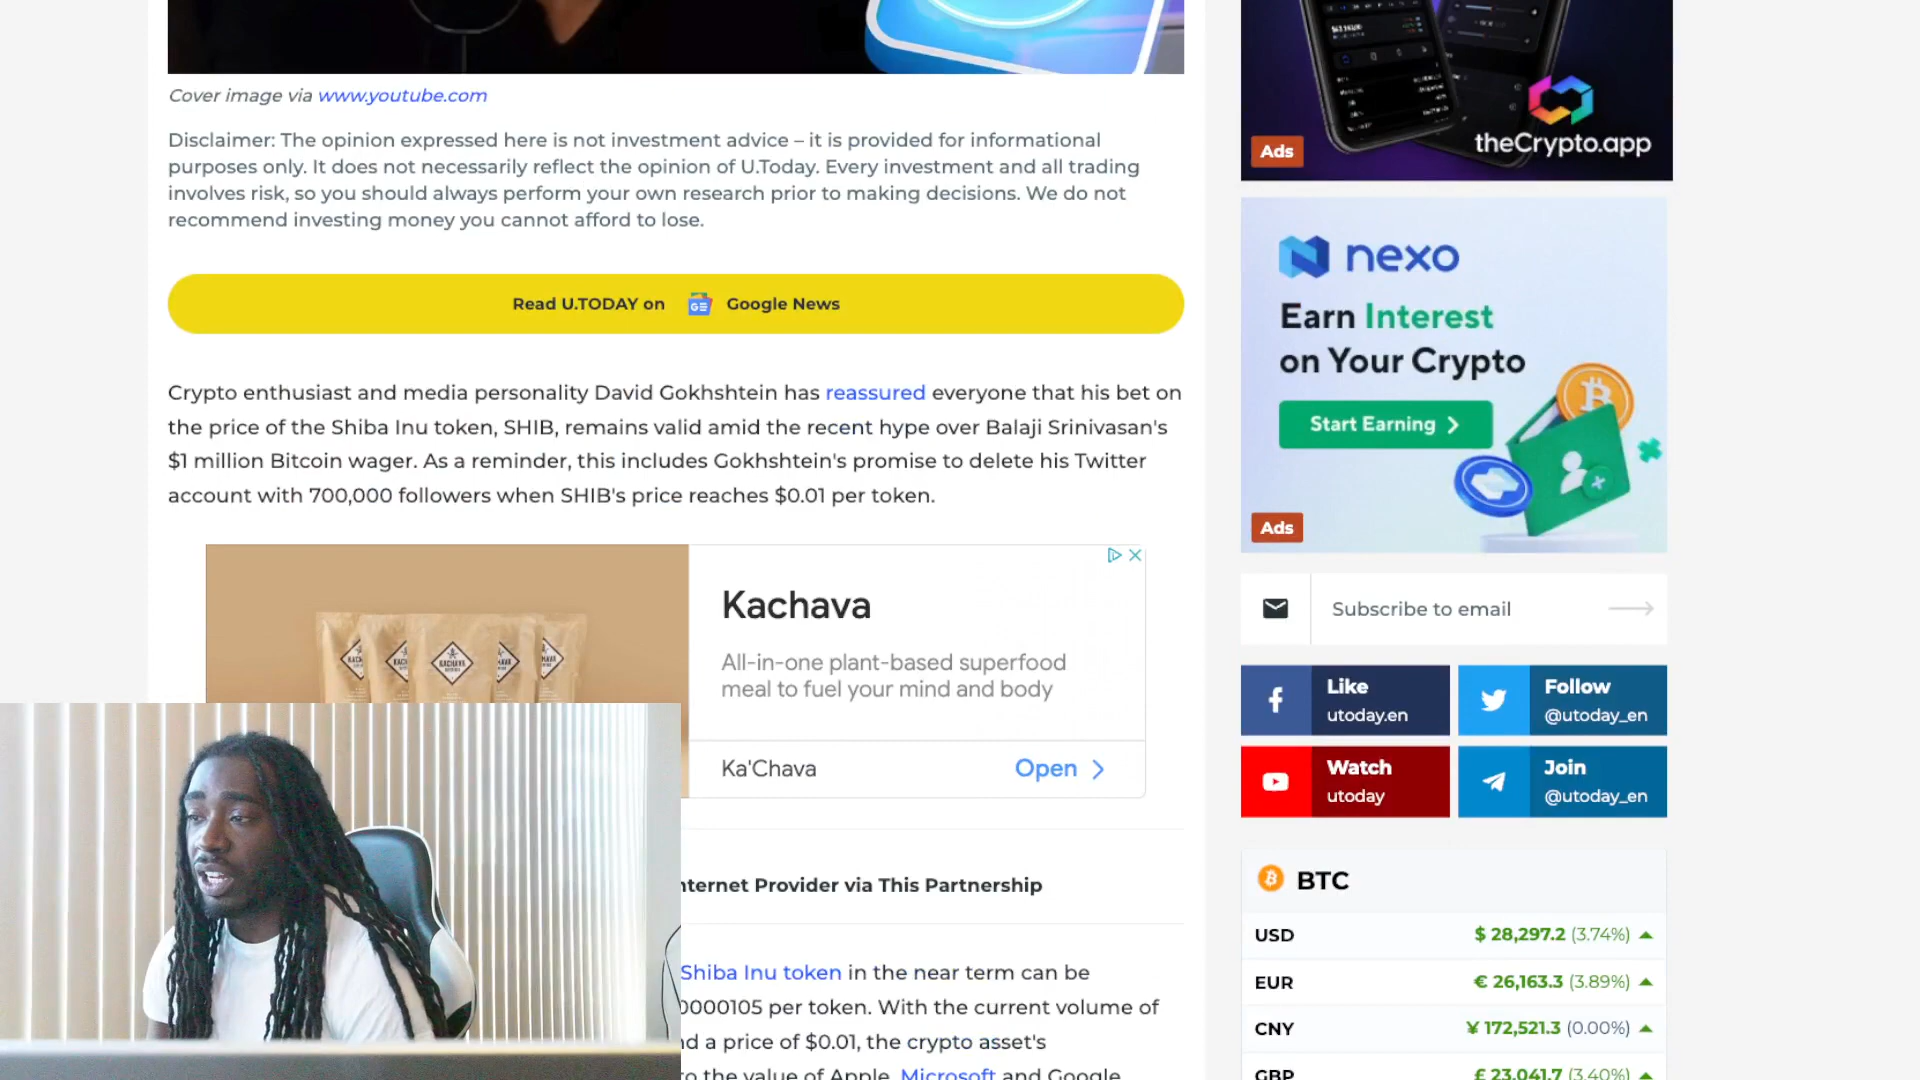 Cover image via www.youtube.com
Disclaimer: The opinion expressed here is not investment advice – it is provided for informational
purposes only. It does not necessarily reflect the opinion of U.Today. Every investment and all trading
involves risk, so you should always perform your own research prior to making decisions. We do not
recommend investing money you cannot afford to lose.
Read U.TODAY on GE Google News
Crypto enthusiast and media personality David Gokhshtein has reassured everyone that his bet on
the price of the Shiba Inu token, SHIB, remains valid amid the recent hype over Balaji Srinivasan's
$1 million Bitcoin wager. As a reminder, this includes Gokhshtein's promise to delete his Twitter
account with 700,000 followers when SHIB's price reaches $0.01 per token.
Kachava
All-in-one plant-based superfood
meal to fuel your mind and body
Ka'Chava
Open
KACHAVA
Internet Provider via This Partnership
Shiba Inu token in the near term can be
0000105 per token. With the current volume of
a price of $0.01, the crypto asset's
the value of Apple, Microsoft and Google
theCrypto.app
Ads
nexo
Earn Interest
on Your Crypto
Start Earning
Ads
Subscribe to email
Like
utoday.en
Follow
@utoday_en
Watch
utoday
Join
@utoday_en
BTC
USD $ 28,297.2 (3.74%)
EUR € 26,163.3 (3.89%)
CNY ¥ 172,521.3 (0.00%)
GBP £ 23,041.7 (3.40%)